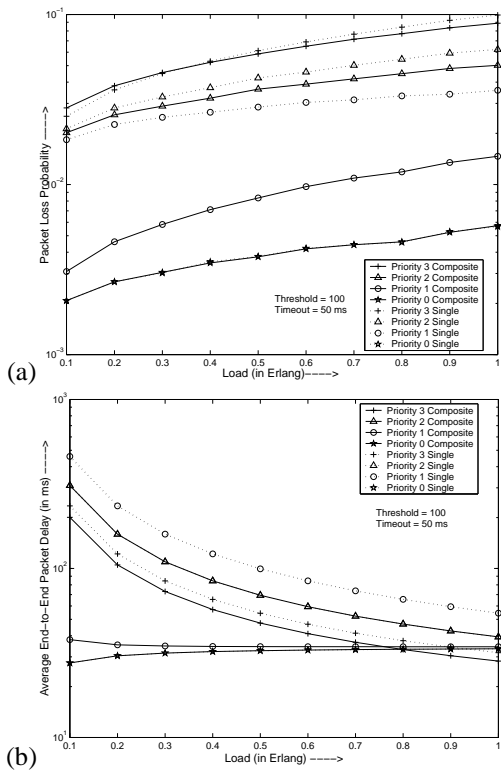 10⁻¹
10⁻²
10⁻³
Packet Loss Probability −−−−>
Threshold = 100
Timeout = 50 ms
Priority 3 Composite
Priority 2 Composite
Priority 1 Composite
Priority 0 Composite
Priority 3 Single
Priority 2 Single
Priority 1 Single
Priority 0 Single
0.1 0.2 0.3 0.4 0.5 0.6 0.7 0.8 0.9 1
Load (in Erlang)−−−−>
(a)
10³
10²
10¹
Average End−to−End Packet Delay (in ms) −−−−>
Priority 3 Composite
Priority 2 Composite
Priority 1 Composite
Priority 0 Composite
Priority 3 Single
Priority 2 Single
Priority 1 Single
Priority 0 Single
Threshold = 100
Timeout = 50 ms
0.1 0.2 0.3 0.4 0.5 0.6 0.7 0.8 0.9 1
Load (in Erlang) −−−−>
(b)